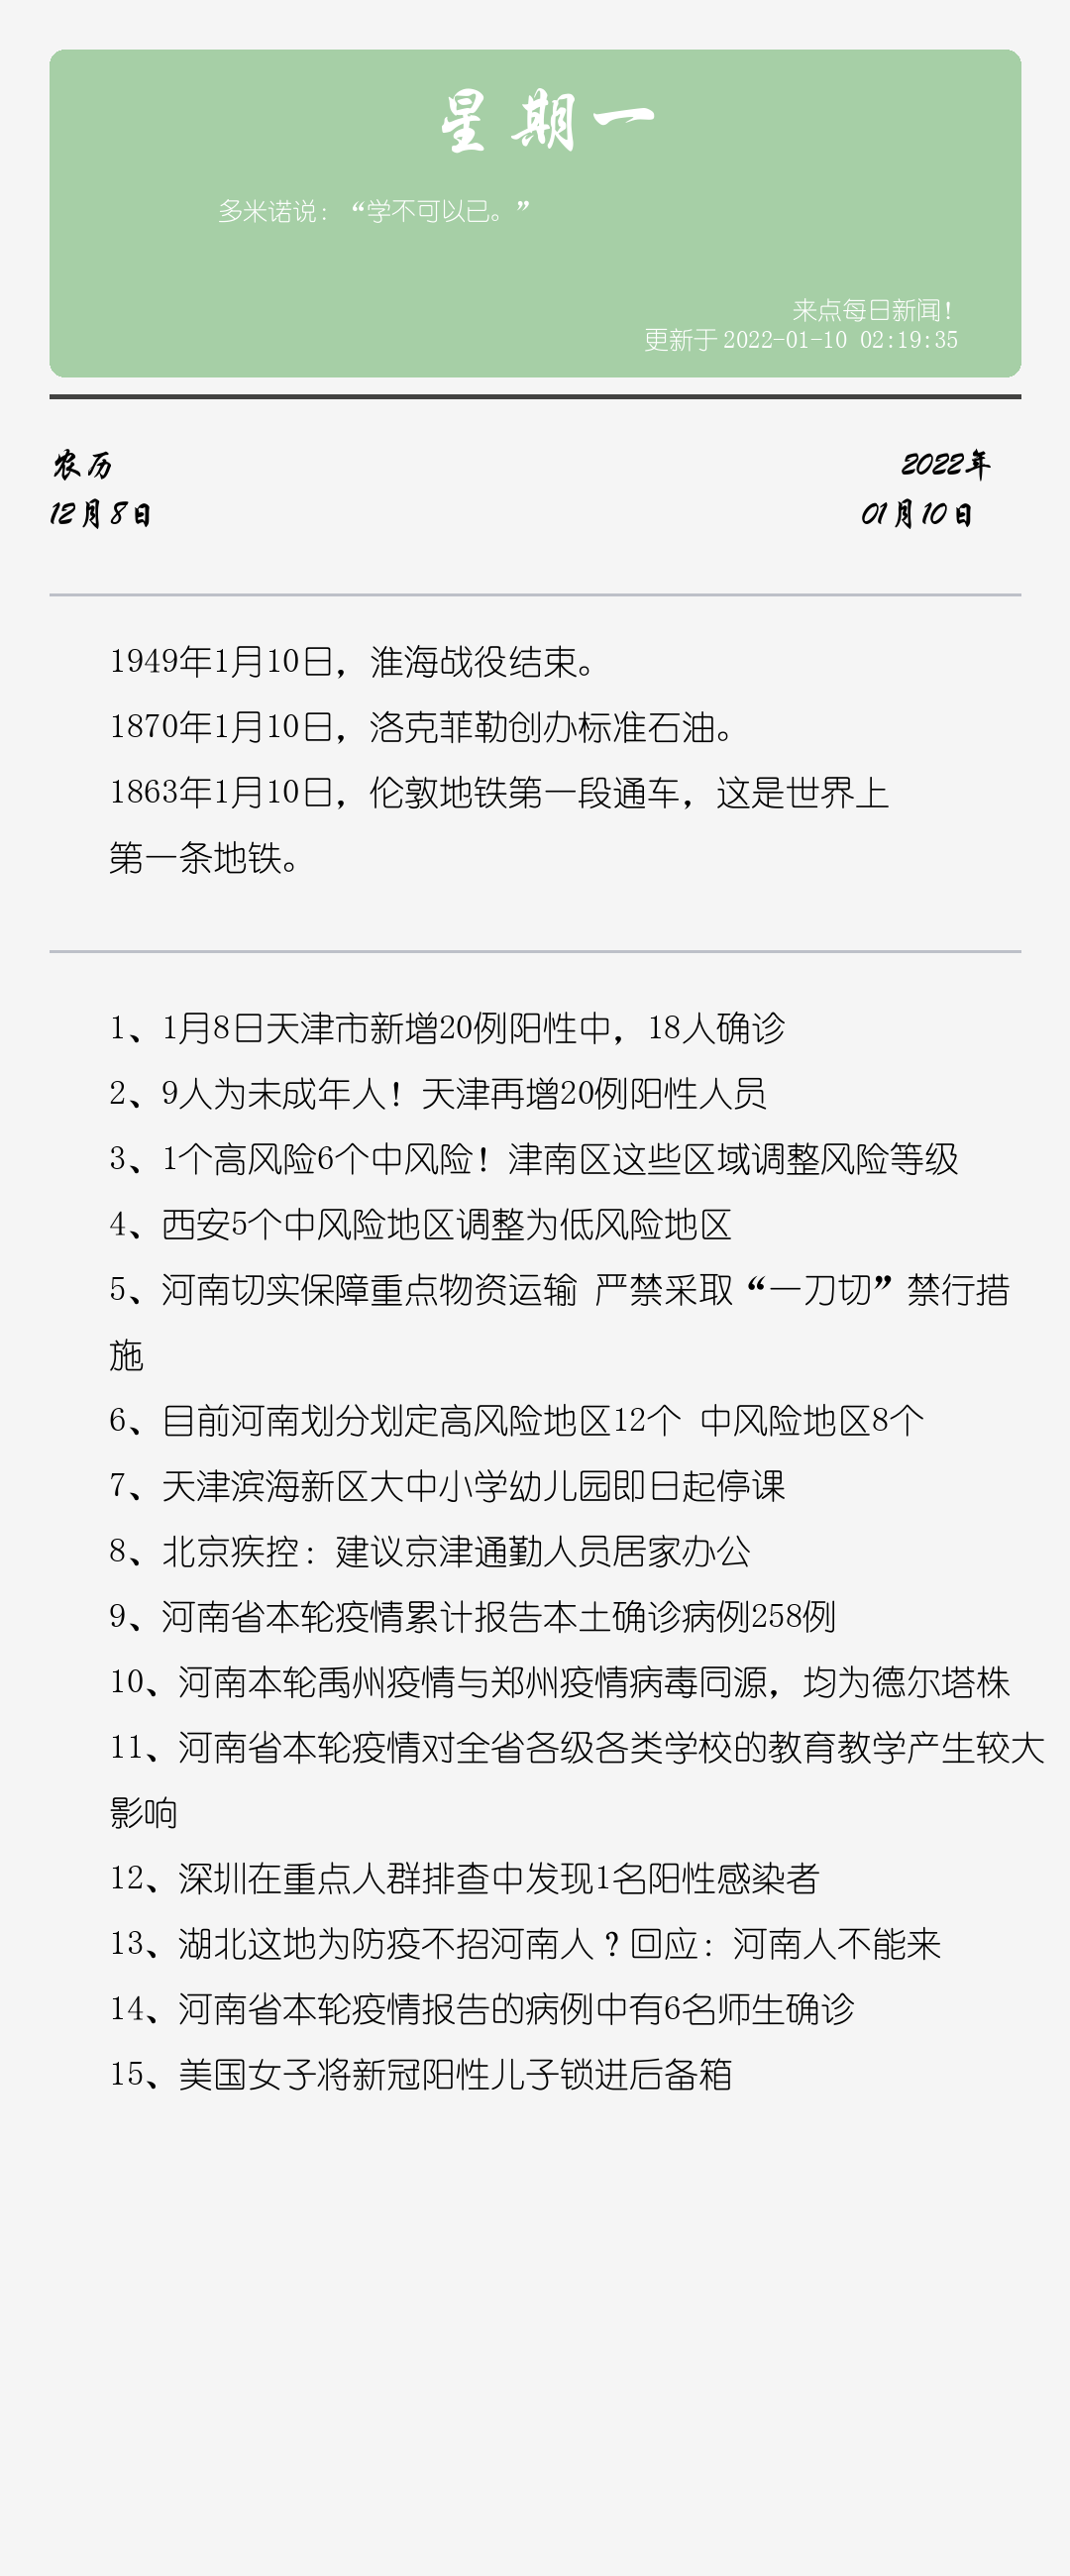 星期一
多米诺说：“学不可以已。”
来点每日新闻！
更新于 2022-01-10 02:19:35
农历
2022年
12月8日
01月10日
1949年1月10日，淮海战役结束。
1870年1月10日，洛克菲勒创办标准石油。
1863年1月10日，伦敦地铁第一段通车，这是世界上
第一条地铁。
1、1月8日天津市新增20例阳性中，18人确诊
2、9人为未成年人！天津再增20例阳性人员
3、1个高风险6个中风险！津南区这些区域调整风险等级
4、西安5个中风险地区调整为低风险地区
5、河南切实保障重点物资运输 严禁采取“一刀切”禁行措
施
6、目前河南划分划定高风险地区12个 中风险地区8个
7、天津滨海新区大中小学幼儿园即日起停课
8、北京疾控：建议京津通勤人员居家办公
9、河南省本轮疫情累计报告本土确诊病例258例
10、河南本轮禹州疫情与郑州疫情病毒同源，均为德尔塔株
11、河南省本轮疫情对全省各级各类学校的教育教学产生较大
影响
12、深圳在重点人群排查中发现1名阳性感染者
13、湖北这地为防疫不招河南人？回应：河南人不能来
14、河南省本轮疫情报告的病例中有6名师生确诊
15、美国女子将新冠阳性儿子锁进后备箱